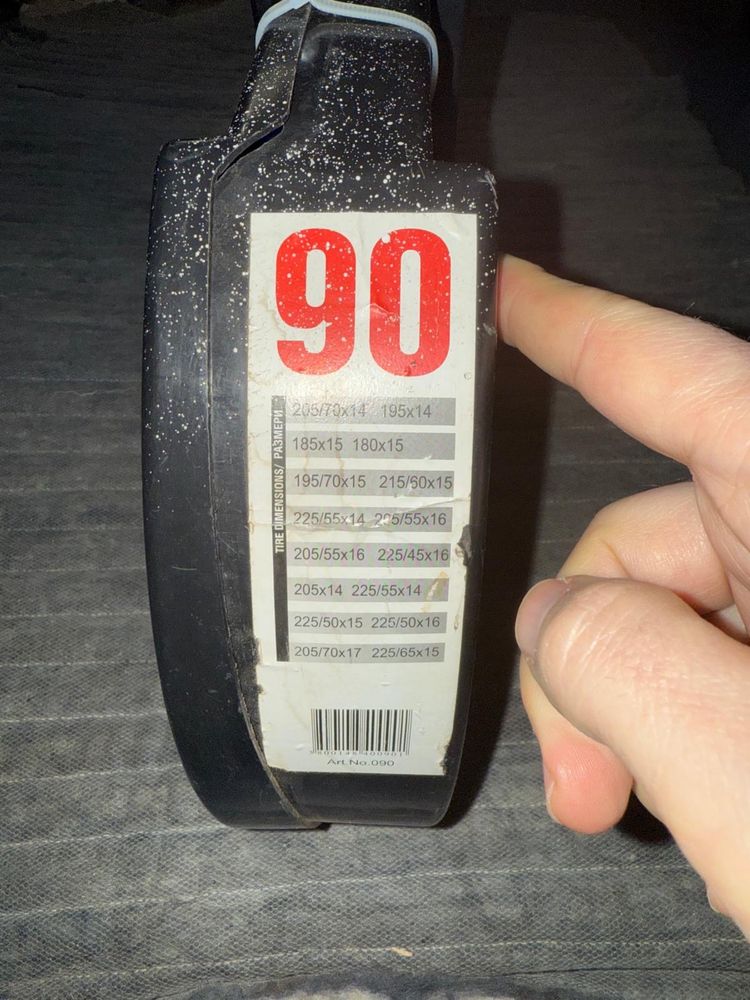 90
TIRE DIMENSIONS/ РАЗМЕРИ
205/70x14 195x14
185x15 180x15
195/70x15 215/60x15
225/55x14 205/55x16
205/55x16 225/45x16
205x14 225/55x14
225/50x15 225/50x16
205/70x17 225/65x15
Art.No.090